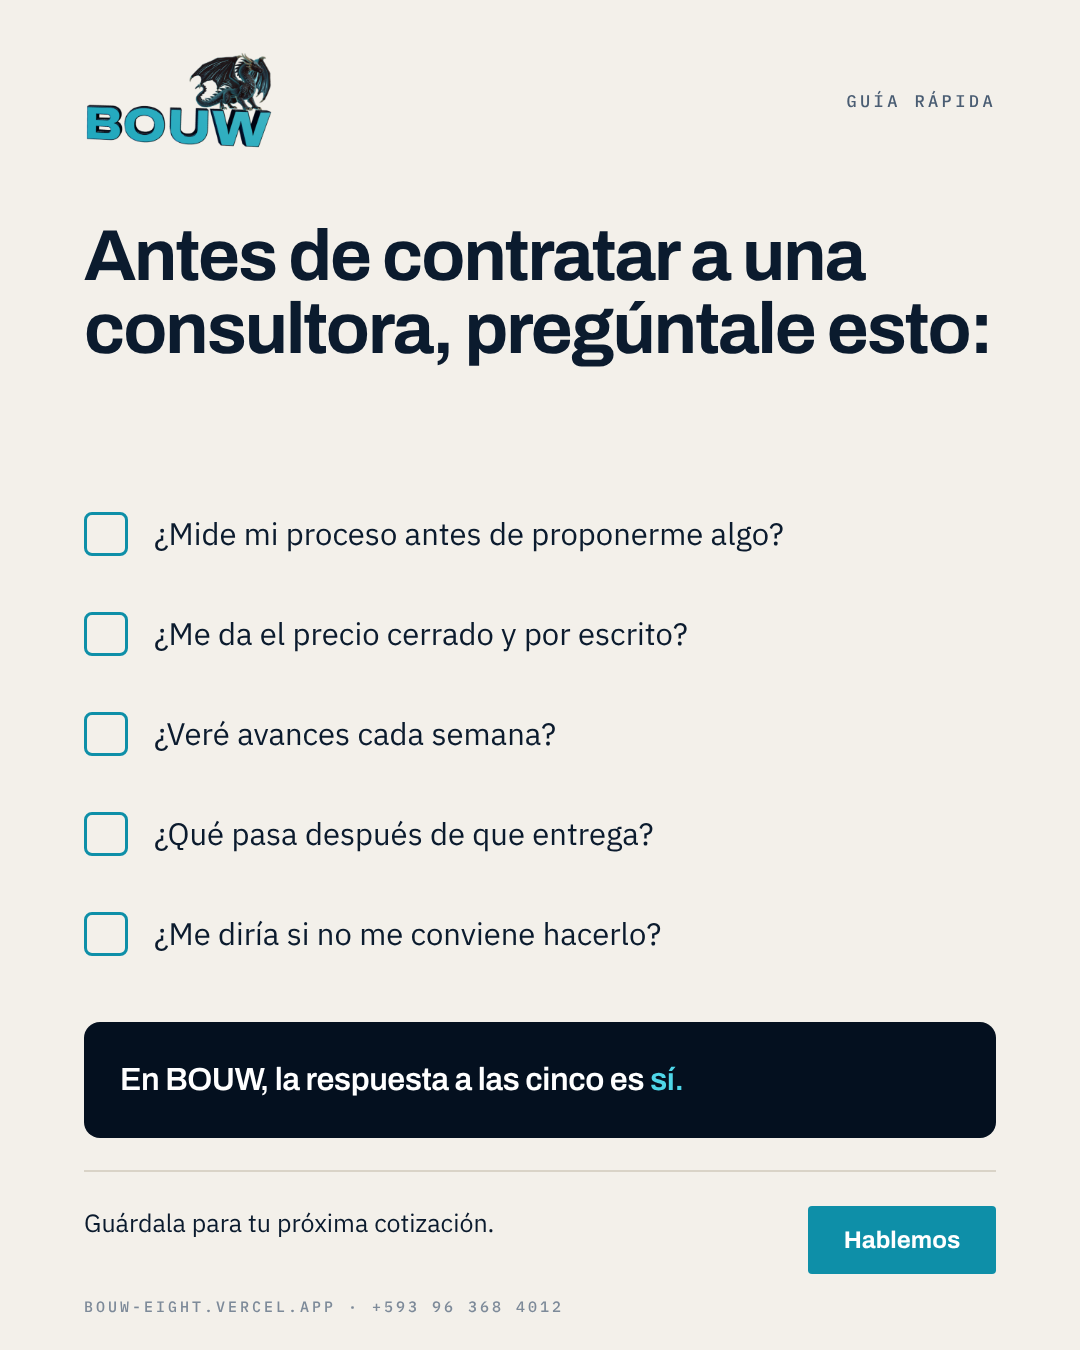 BOUW
GUÍA RÁPIDA
Antes de contratar a una
consultora, pregúntale esto:
¿Mide mi proceso antes de proponerme algo?
¿Me da el precio cerrado y por escrito?
¿Veré avances cada semana?
¿Qué pasa después de que entrega?
¿Me diría si no me conviene hacerlo?
En BOUW, la respuesta a las cinco es sí.
Guárdala para tu próxima cotización.
Hablemos
BOUW-EIGHT.VERCEL.APP · +593 96 368 4012